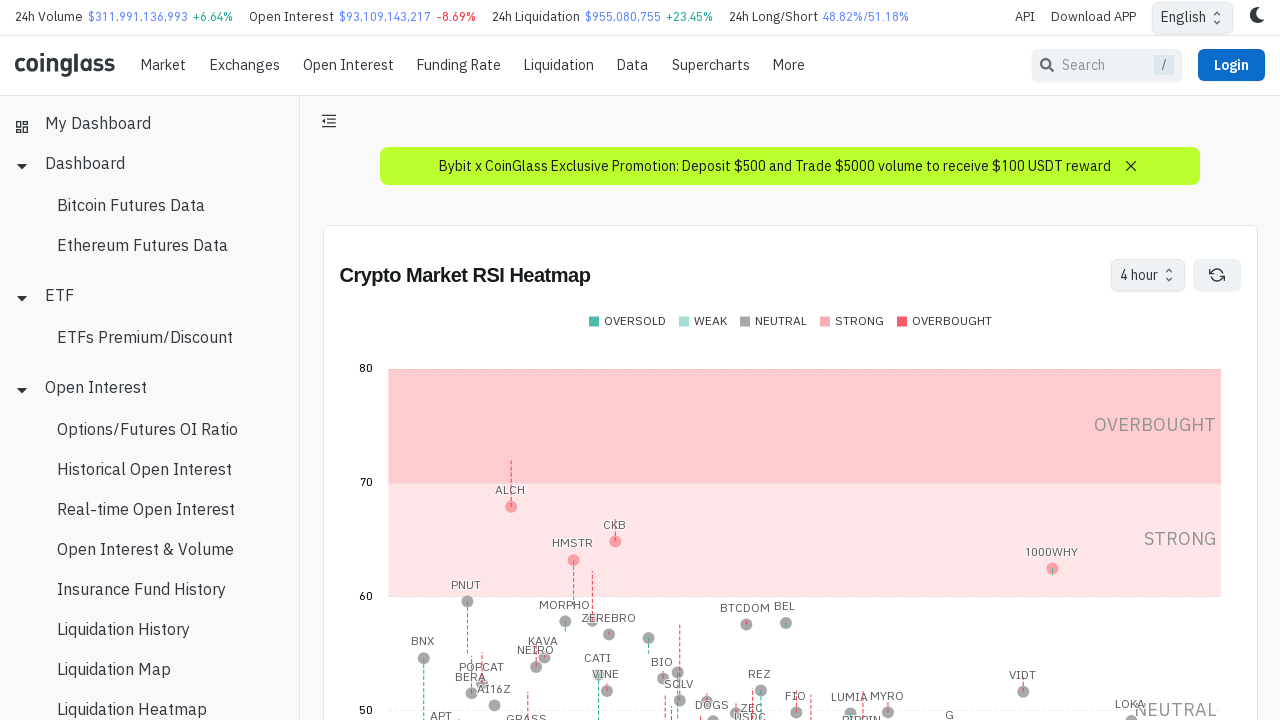 24h Volume $311,991,136,993 +6.64% Open Interest $93,109,143,217 -8.69% 24h Liquidation $955,080,755 +23.45% 24h Long/Short 48.82%/51.18% API Download APP English
coinglass Market Exchanges Open Interest Funding Rate Liquidation Data Supercharts More Search / Login
My Dashboard
Dashboard
Bitcoin Futures Data
Ethereum Futures Data
ETF
ETFs Premium/Discount
Open Interest
Options/Futures OI Ratio
Historical Open Interest
Real-time Open Interest
Open Interest & Volume
Insurance Fund History
Liquidation History
Liquidation Map
Liquidation Heatmap
Bybit x CoinGlass Exclusive Promotion: Deposit $500 and Trade $5000 volume to receive $100 USDT reward
Crypto Market RSI Heatmap 4 hour
OVERSOLD WEAK NEUTRAL STRONG OVERBOUGHT
80
OVERBOUGHT
70
ALCH
CKB
STRONG
HMSTR
1000WHY
PNUT
60
MORPHO
BTCDOM BEL
ZEREBRO
BNX
KAVA
NEIRO
CATI
BIO
POPCAT
VINE
REZ
VIDT
BERA
SOLV
AI16Z
FIO
LUMIA
MYRO
DOGS
ZEC
LOKA
50
NEUTRAL
APT
GRASS
USDC
PIPPIN
G